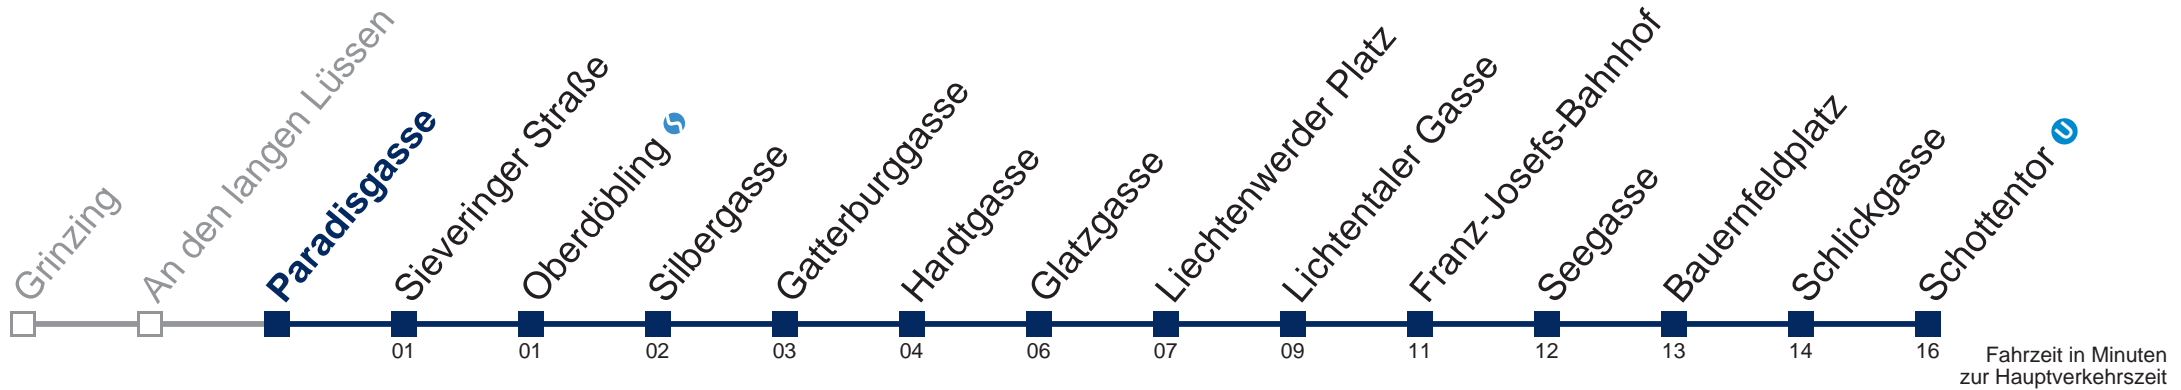 Grinzing
An den langen Lüssen
Paradisgasse
Sieveringer Straße
Oberdöbling S
Silbergasse
Gatterburggasse
Hardtgasse
Glatzgasse
Liechtenwerder Platz
Lichtentaler Gasse
Franz-Josefs-Bahnhof
Seegasse
Bauernfeldplatz
Schlickgasse
Schottentor U
01 01 02 03 04 06 07 09 11 12 13 14 16
Fahrzeit in Minuten
zur Hauptverkehrszeit